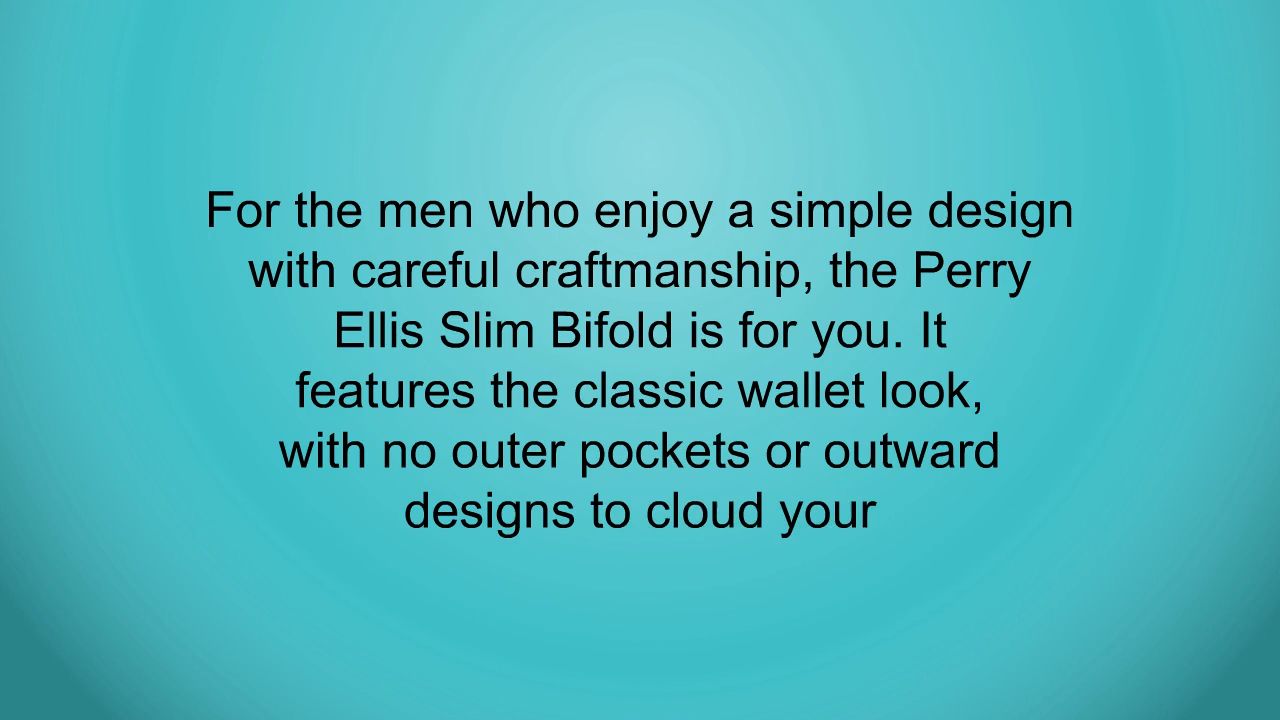 For the men who enjoy a simple design
with careful craftmanship, the Perry
Ellis Slim Bifold is for you. It
features the classic wallet look,
with no outer pockets or outward
designs to cloud your